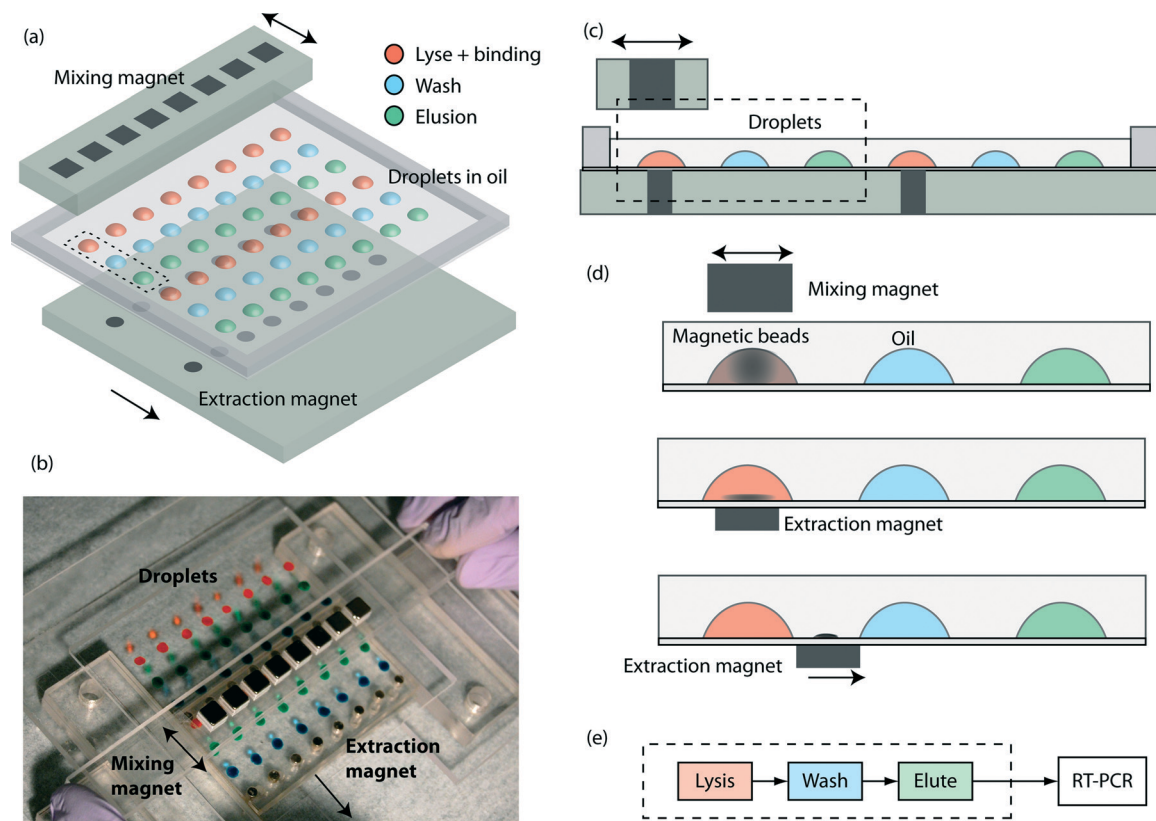 (a)
Mixing magnet
Lyse + binding
Wash
Elusion
Droplets in oil
Extraction magnet
(b)
Droplets
Mixing
magnet
Extraction
magnet
(c)
Droplets
(d)
Mixing magnet
Magnetic beads
Oil
Extraction magnet
Extraction magnet
(e)
Lysis
Wash
Elute
RT-PCR